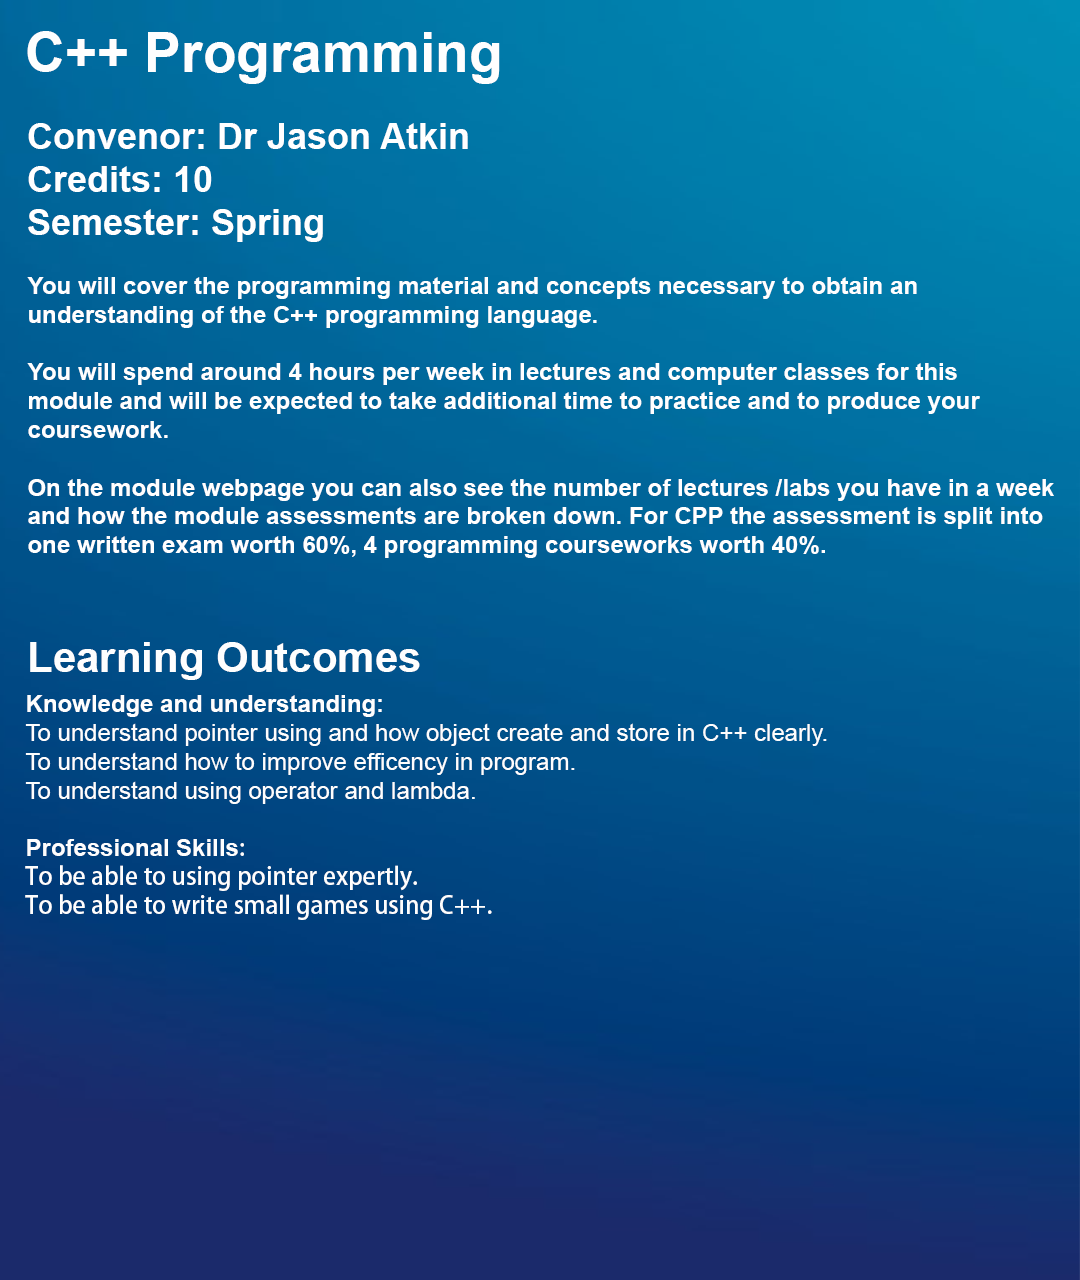 C++ Programming
Convenor: Dr Jason Atkin
Credits: 10
Semester: Spring
You will cover the programming material and concepts necessary to obtain an
understanding of the C++ programming language.
You will spend around 4 hours per week in lectures and computer classes for this
module and will be expected to take additional time to practice and to produce your
coursework.
On the module webpage you can also see the number of lectures /labs you have in a week
and how the module assessments are broken down. For CPP the assessment is split into
one written exam worth 60%, 4 programming courseworks worth 40%.
Learning Outcomes
Knowledge and understanding:
To understand pointer using and how object create and store in C++ clearly.
To understand how to improve efficency in program.
To understand using operator and lambda.
Professional Skills:
To be able to using pointer expertly.
To be able to write small games using C++.